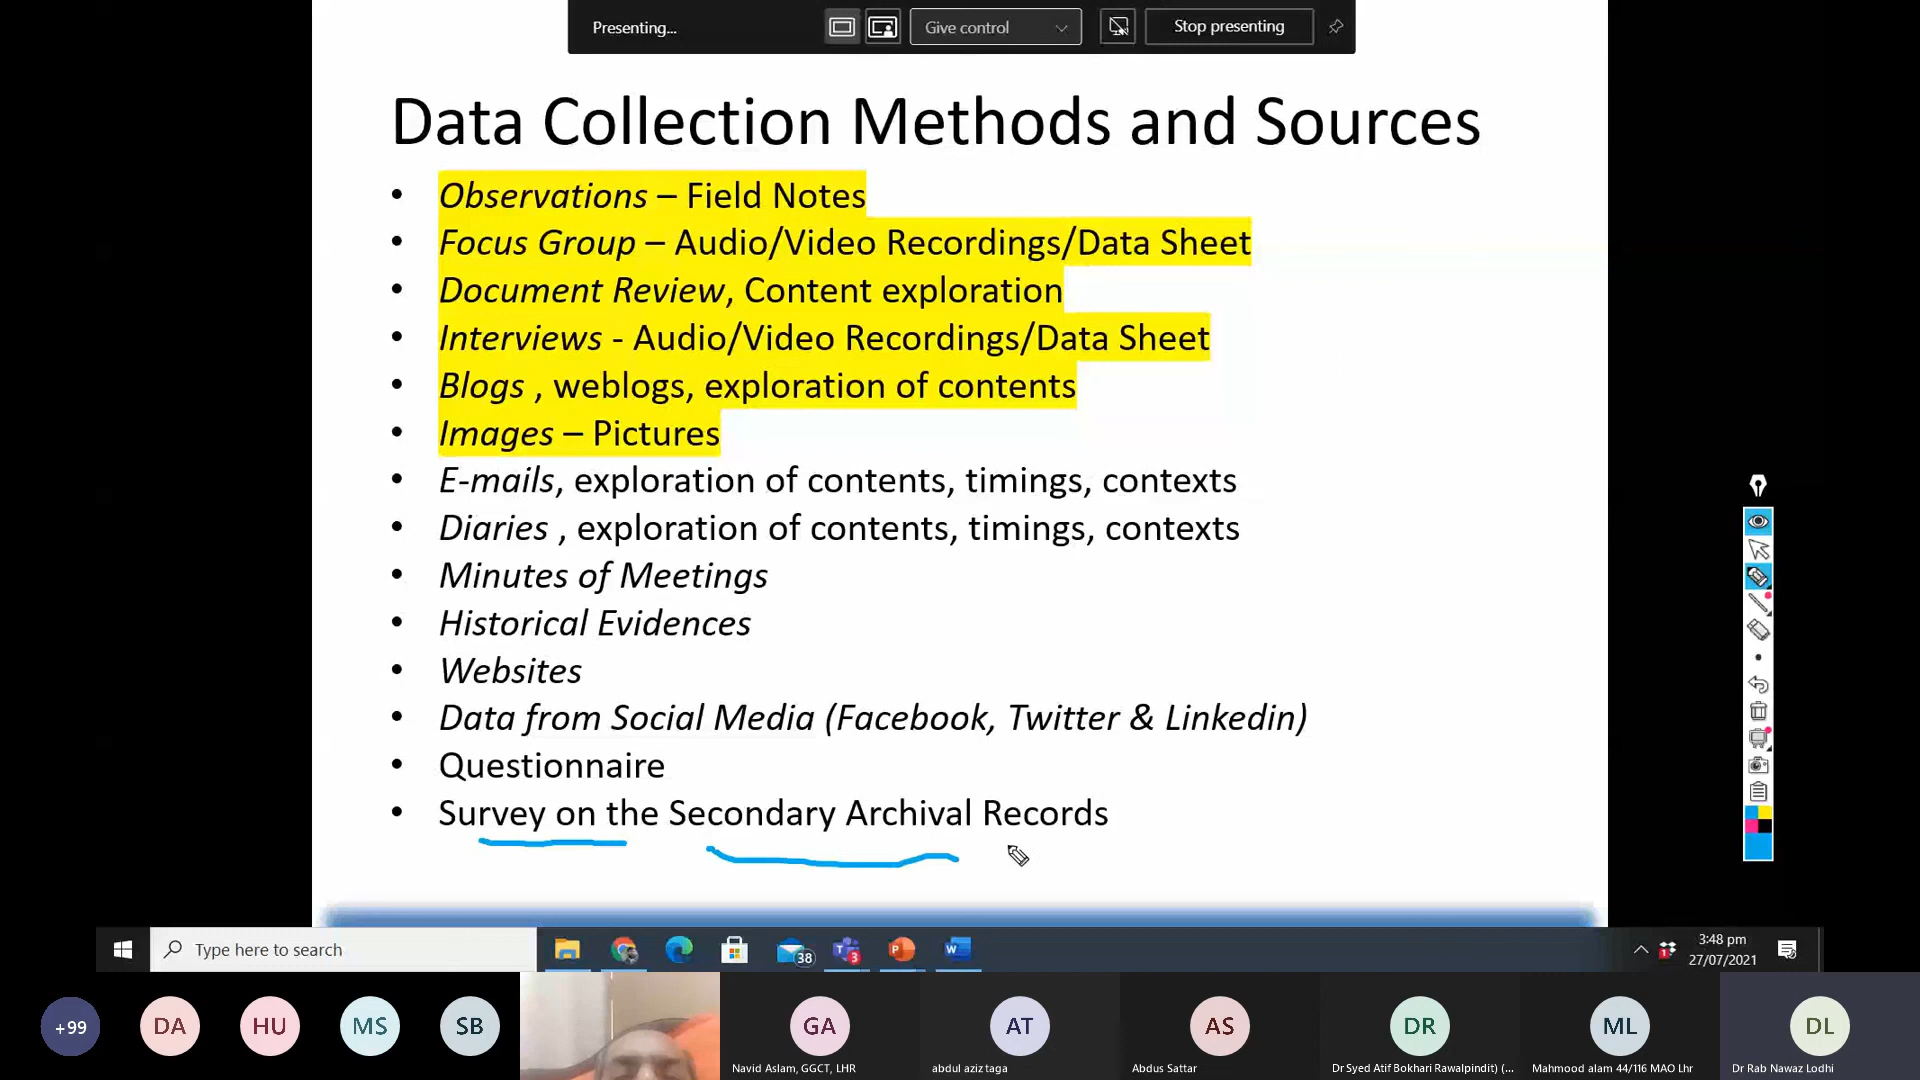 Presenting...
Give control
Stop presenting
Data Collection Methods and Sources
• Observations – Field Notes
• Focus Group – Audio/Video Recordings/Data Sheet
• Document Review, Content exploration
• Interviews - Audio/Video Recordings/Data Sheet
• Blogs , weblogs, exploration of contents
• Images – Pictures
• E-mails, exploration of contents, timings, contexts
• Diaries , exploration of contents, timings, contexts
• Minutes of Meetings
• Historical Evidences
• Websites
• Data from Social Media (Facebook, Twitter & Linkedin)
• Questionnaire
• Survey on the Secondary Archival Records
Type here to search
38
3
3:48 pm
27/07/2021
+99
DA
HU
MS
SB
GA
AT
AS
DR
ML
DL
Navid Aslam, GGCT, LHR
abdul aziz taga
Abdus Sattar
Dr Syed Atif Bokhari Rawalpindit) (...
Mahmood alam 44/116 MAO Lhr
Dr Rab Nawaz Lodhi